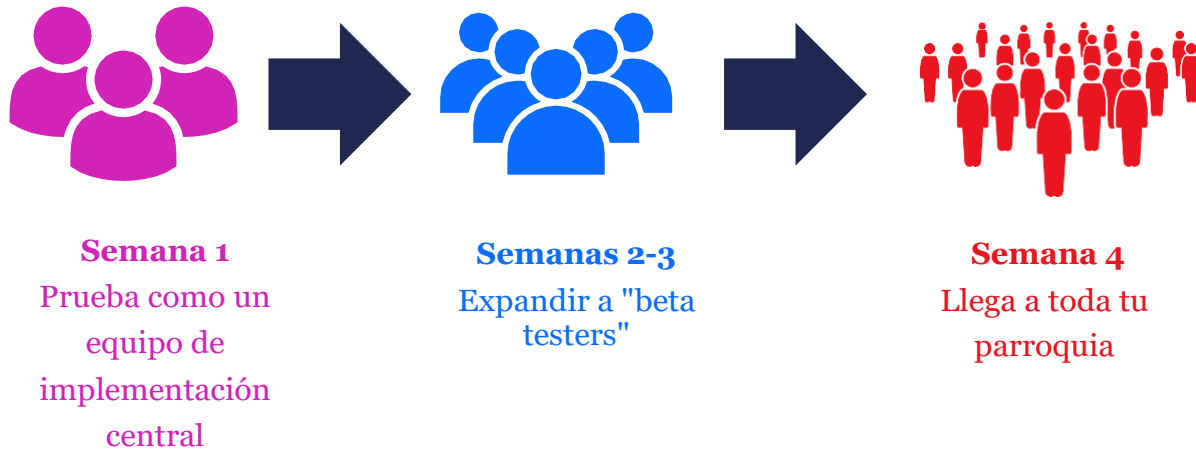 Semana 1
Prueba como un
equipo de
implementación
central
Semanas 2-3
Expandir a "beta
testers"
Semana 4
Llega a toda tu
parroquia